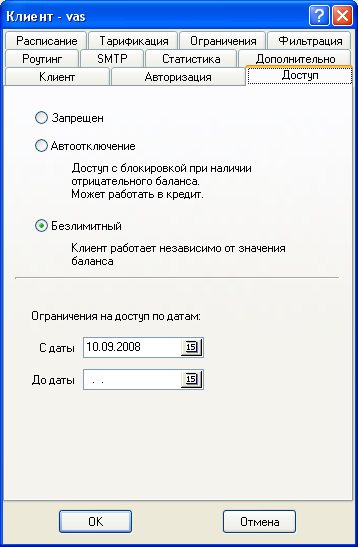 Клиент - vas
Расписание Тарификация Ограничения Фильтрация
Роутинг SMTP Статистика Дополнительно
Клиент Авторизация Доступ
Запрещен
Автоотключение
Доступ с блокировкой при наличии
отрицательного баланса.
Может работать в кредит.
Безлимитный
Клиент работает независимо от значения
баланса
Ограничения на доступ по датам:
С даты 10.09.2008 15
До даты . . 15
OK Отмена